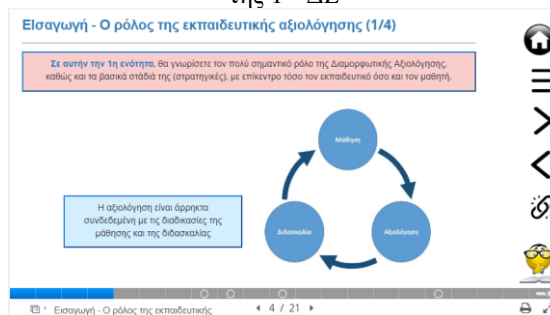 της 1ης ΔΕ
Εισαγωγή - Ο ρόλος της εκπαιδευτικής αξιολόγησης (1/4)
Σε αυτήν την 1η ενότητα, θα γνωρίσετε τον πολύ σημαντικό ρόλο της Διαμορφωτικής Αξιολόγησης,
καθώς και τα βασικά στάδιά της (στρατηγικές), με επίκεντρο τόσο τον εκπαιδευτικό όσο και τον μαθητή.
Μάθηση
Η αξιολόγηση είναι άρρηκτα
συνδεδεμένη με τις διαδικασίες της
μάθησης και της διδασκαλίας
Διδασκαλία
Αξιολόγηση
Εισαγωγή - Ο ρόλος της εκπαιδευτικής
4 / 21